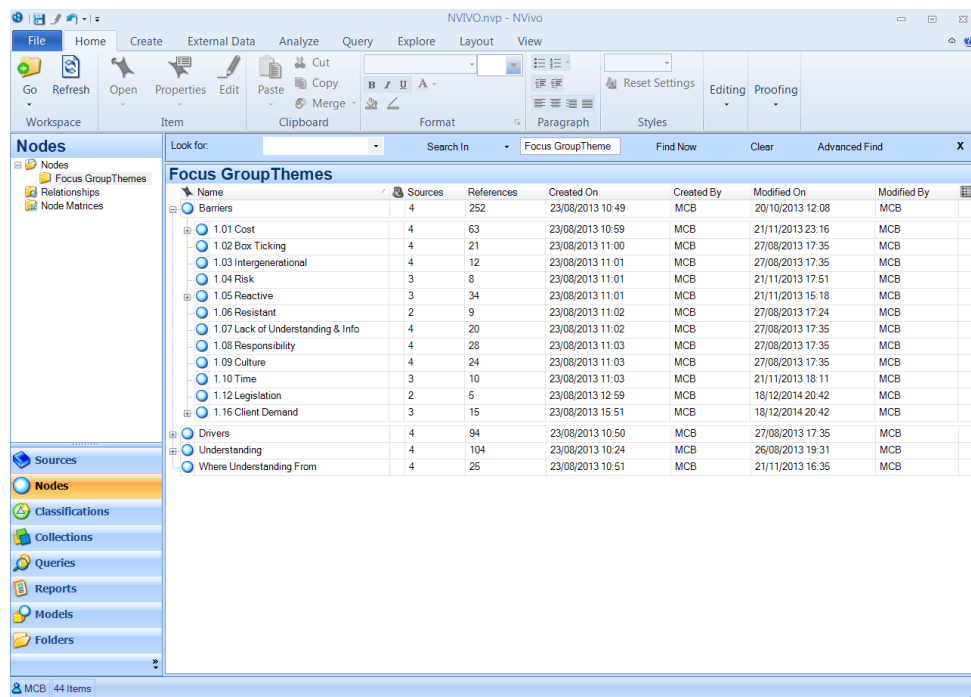 NVIVO.nvp - NVivo
File Home Create External Data Analyze Query Explore Layout View
Go Refresh Open Properties Edit Paste Cut Copy Merge B I U A Reset Settings Editing Proofing
Workspace Item Clipboard Format Paragraph Styles
Nodes
Look for: Search In Focus GroupTheme Find Now Clear Advanced Find X
Nodes
Focus GroupThemes
Relationships
Node Matrices
Focus GroupThemes
Name Sources References Created On Created By Modified On Modified By
Barriers 4 252 23/08/2013 10:49 MCB 20/10/2013 12:08 MCB
1.01 Cost 4 63 23/08/2013 10:59 MCB 21/11/2013 23:16 MCB
1.02 Box Ticking 4 21 23/08/2013 11:00 MCB 27/08/2013 17:35 MCB
1.03 Intergenerational 4 12 23/08/2013 11:01 MCB 27/08/2013 17:35 MCB
1.04 Risk 3 8 23/08/2013 11:01 MCB 21/11/2013 17:51 MCB
1.05 Reactive 3 34 23/08/2013 11:01 MCB 21/11/2013 15:18 MCB
1.06 Resistant 2 9 23/08/2013 11:02 MCB 27/08/2013 17:24 MCB
1.07 Lack of Understanding & Info 4 20 23/08/2013 11:02 MCB 27/08/2013 17:35 MCB
1.08 Responsibility 4 28 23/08/2013 11:03 MCB 27/08/2013 17:35 MCB
1.09 Culture 4 24 23/08/2013 11:03 MCB 27/08/2013 17:35 MCB
1.10 Time 3 10 23/08/2013 11:03 MCB 21/11/2013 18:11 MCB
1.12 Legislation 2 5 23/08/2013 12:59 MCB 18/12/2014 20:42 MCB
1.16 Client Demand 3 15 23/08/2013 15:51 MCB 18/12/2014 20:42 MCB
Drivers 4 94 23/08/2013 10:50 MCB 27/08/2013 17:35 MCB
Understanding 4 104 23/08/2013 10:24 MCB 26/08/2013 19:31 MCB
Where Understanding From 4 25 23/08/2013 10:51 MCB 21/11/2013 16:35 MCB
Sources
Nodes
Classifications
Collections
Queries
Reports
Models
Folders
MCB 44 Items